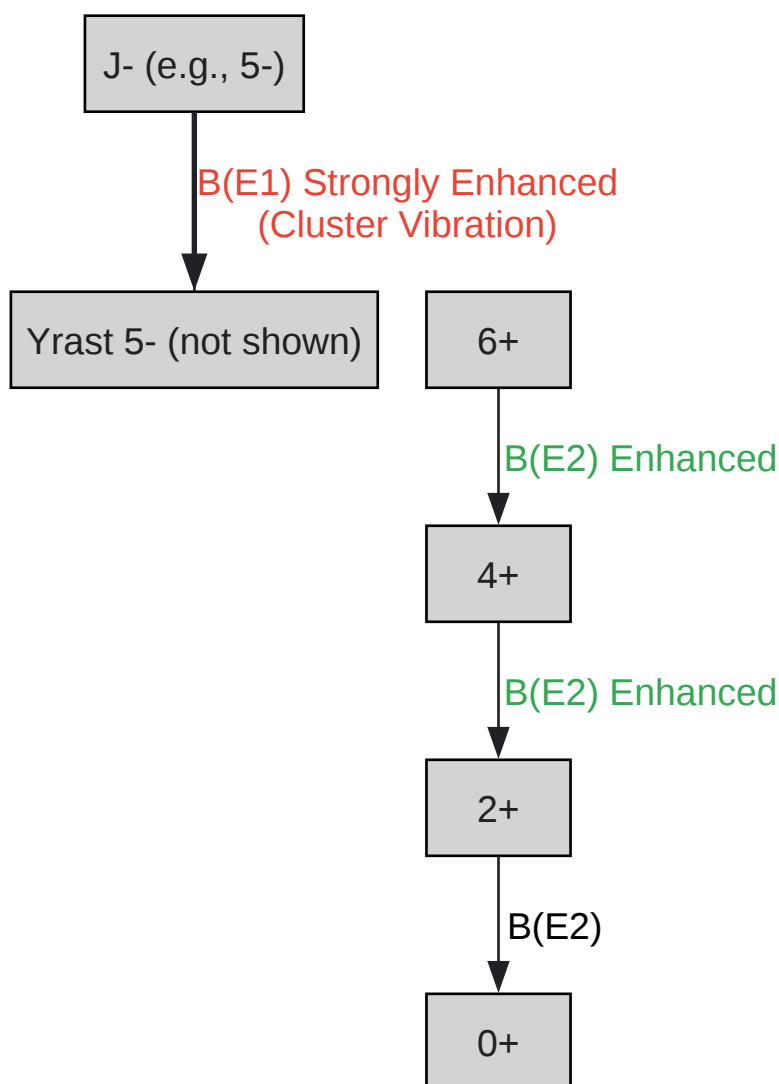 J- (e.g., 5-)
B(E1) Strongly Enhanced
(Cluster Vibration)
Yrast 5- (not shown)
6+
B(E2) Enhanced
4+
B(E2) Enhanced
2+
B(E2)
0+